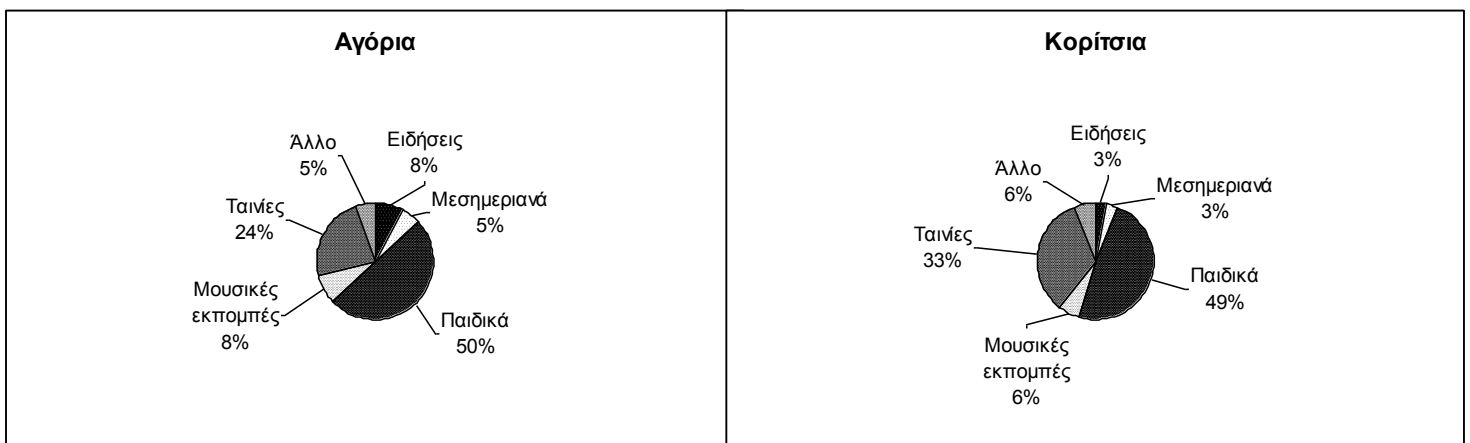 Αγόρια
Άλλο
5%
Ειδήσεις
8%
Μεσημεριανά
5%
Ταινίες
24%
Μουσικές
εκπομπές
8%
Παιδικά
50%
Κορίτσια
Ειδήσεις
3%
Άλλο
6%
Μεσημεριανά
3%
Ταινίες
33%
Παιδικά
49%
Μουσικές
εκπομπές
6%